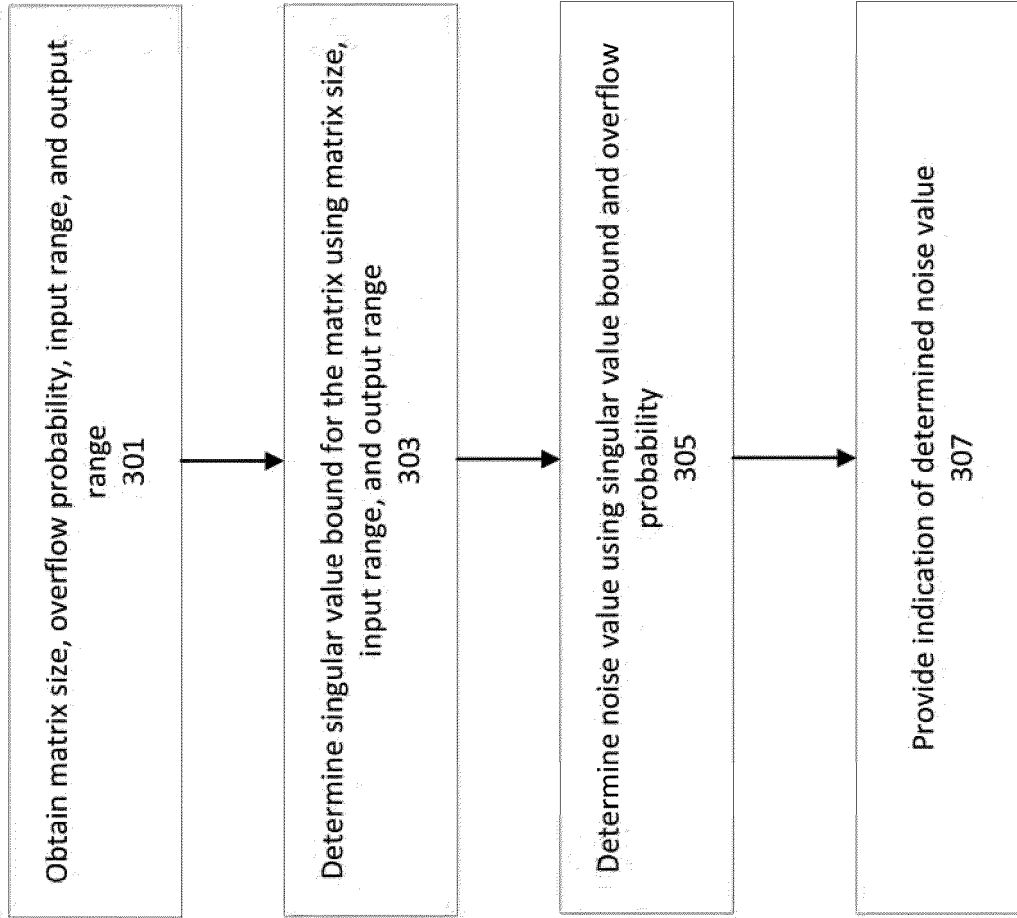 Obtain matrix size, overflow probability, input range, and output
range
301
Determine singular value bound for the matrix using matrix size,
input range, and output range
303
Determine noise value using singular value bound and overflow
probability
305
Provide indication of determined noise value
307